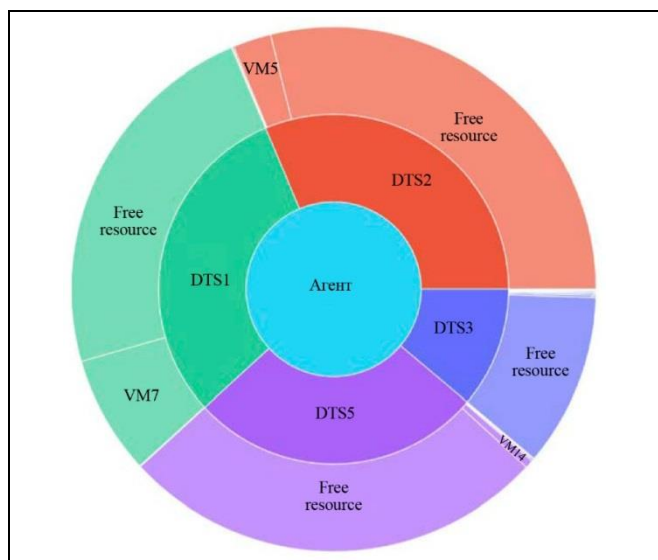 VM5
Free
resource
DTS2
Free
resource
DTS1
Агент
DTS3
Free
resource
VM7
DTS5
VM14
Free
resource